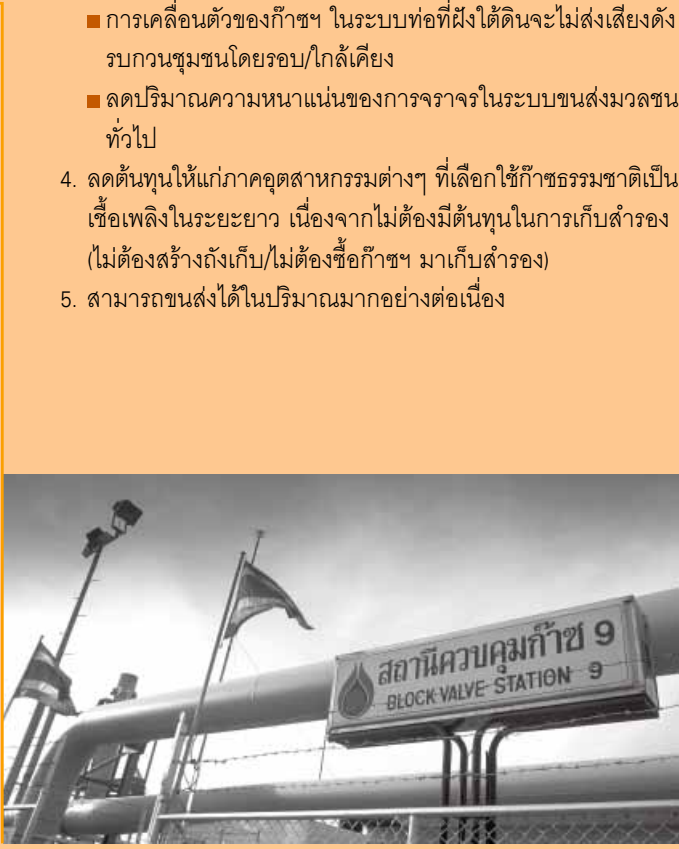 ■ การเคลื่อนตัวของก๊าซฯ ในระบบท่อที่ฝังใต้ดินจะไม่ส่งเสียงดัง
รบกวนชุมชนโดยรอบ/ใกล้เคียง
■ ลดปริมาณความหนาแน่นของการจราจรในระบบขนส่งมวลชน
ทั่วไป
4. ลดต้นทุนให้แก่ภาคอุตสาหกรรมต่างๆ ที่เลือกใช้ก๊าซธรรมชาติเป็น
เชื้อเพลิงในระยะยาว เนื่องจากไม่ต้องมีต้นทุนในการเก็บสำรอง
(ไม่ต้องสร้างถังเก็บ/ไม่ต้องซื้อก๊าซฯ มาเก็บสำรอง)
5. สามารถขนส่งได้ในปริมาณมากอย่างต่อเนื่อง
สถานีควบคุมก๊าซ 9
BLOCK VALVE STATION 9